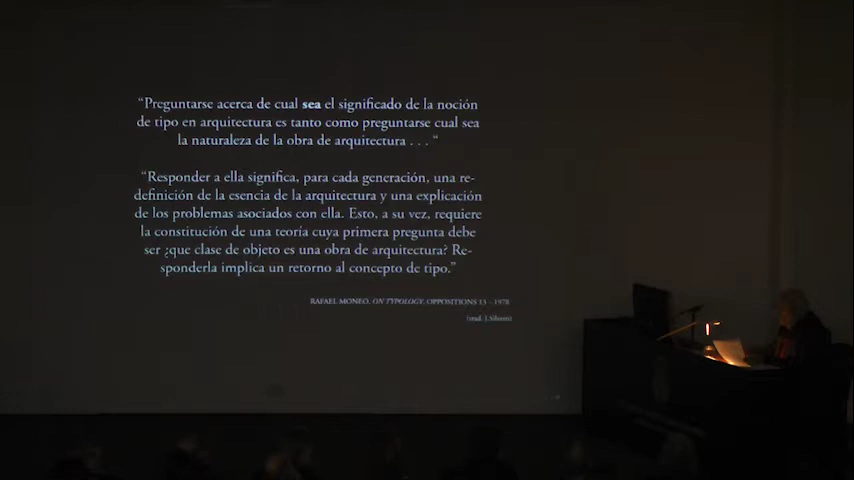 “Preguntarse acerca de cual sea el significado de la noción
de tipo en arquitectura es tanto como preguntarse cual sea
la naturaleza de la obra de arquitectura . . . “
“Responder a ella significa, para cada generación, una re-
definición de la esencia de la arquitectura y una explicación
de los problemas asociados con ella. Esto, a su vez, requiere
la constitución de una teoría cuya primera pregunta debe
ser ¿que clase de objeto es una obra de arquitectura? Re-
sponderla implica un retorno al concepto de tipo.”
RAFAEL MONEO, ON TYPOLOGY, OPPOSITIONS 13 – 1978
(trad. J. Silvetti)